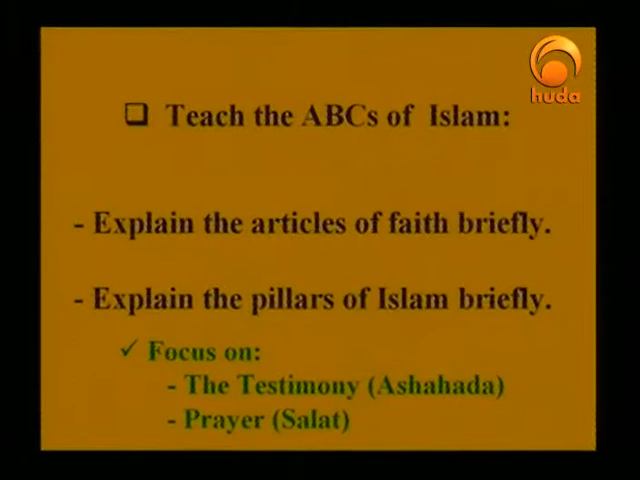 huda
❑ Teach the ABCs of Islam:
- Explain the articles of faith briefly.
- Explain the pillars of Islam briefly.
✓ Focus on:
- The Testimony (Ashahada)
- Prayer (Salat)